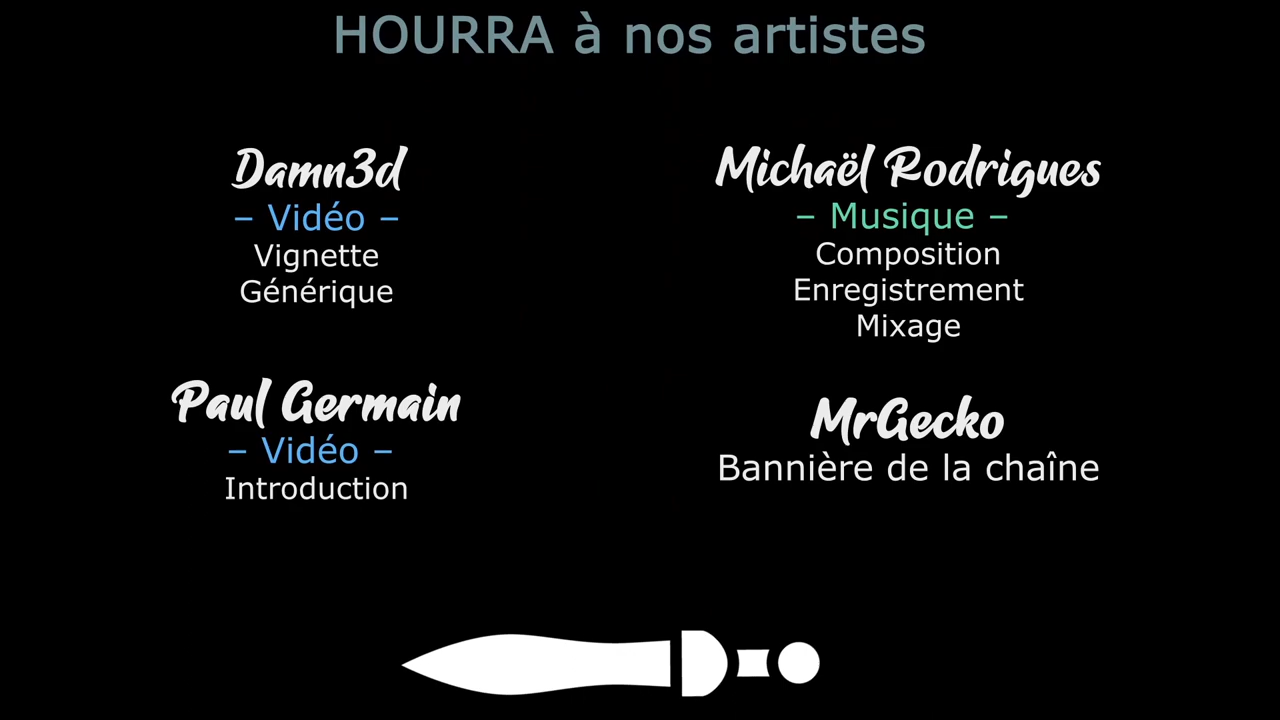 HOURRA à nos artistes
Damn3d
– Vidéo –
Vignette
Générique
Michaël Rodrigues
– Musique –
Composition
Enregistrement
Mixage
Paul Germain
– Vidéo –
Introduction
MrGecko
Bannière de la chaîne